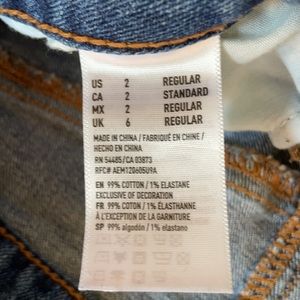 US 2 REGULAR
CA 2 STANDARD
MX 2 REGULAR
UK 6 REGULAR
MADE IN CHINA / FABRIQUÉ EN CHINE /
HECHO EN CHINA
RN 54485/CA 03873
RFC# AEM120605U9A
EN 99% COTTON / 1% ELASTANE
EXCLUSIVE OF DECORATION
FR 99% COTON / 1% ÉLASTHANNE
À L'EXCEPTION DE LA GARNITURE
SP 99% algodón / 1% elastano